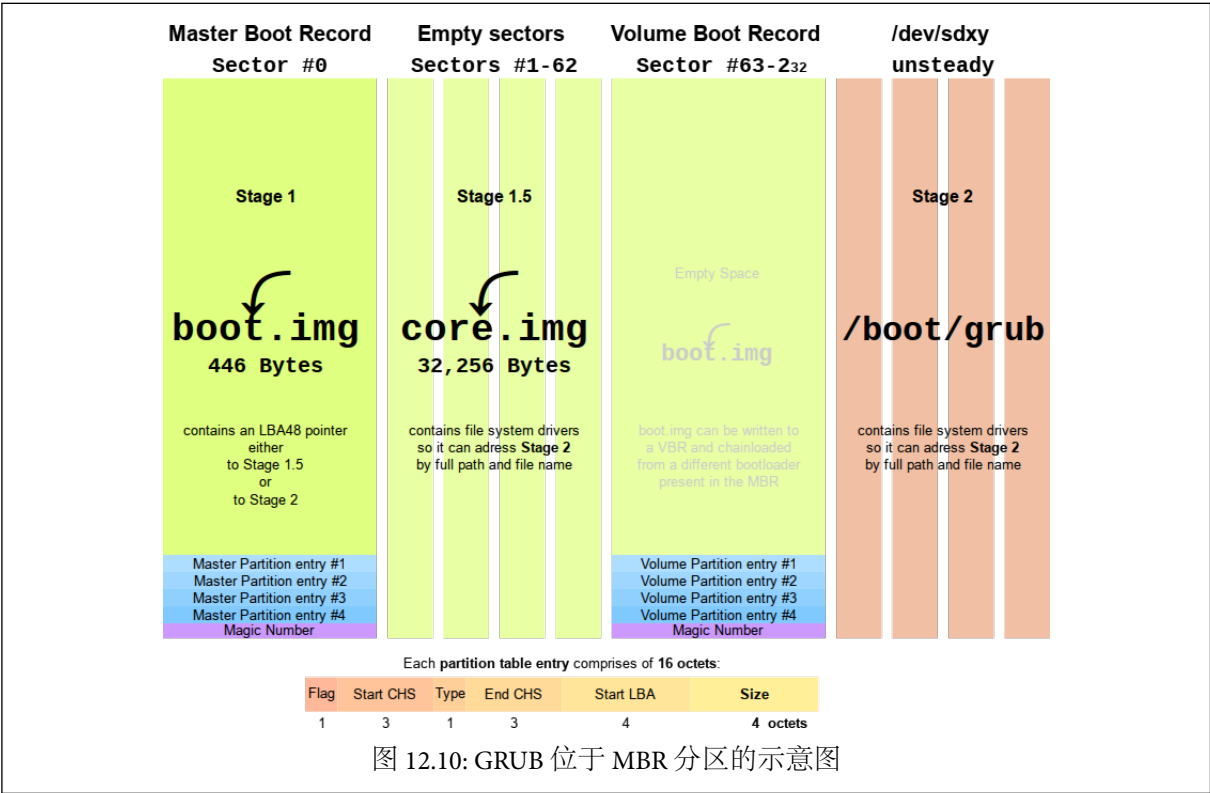 Master Boot Record
Sector #0
Stage 1
boot.img
446 Bytes
contains an LBA48 pointer
either
to Stage 1.5
or
to Stage 2
Master Partition entry #1
Master Partition entry #2
Master Partition entry #3
Master Partition entry #4
Magic Number
Empty sectors
Sectors #1-62
Stage 1.5
core.img
32,256 Bytes
contains file system drivers
so it can adress Stage 2
by full path and file name
Volume Boot Record
Sector #63-232
Empty Space
boot.img
boot.img can be written to
a VBR and chainloaded
from a different bootloader
present in the MBR
Volume Partition entry #1
Volume Partition entry #2
Volume Partition entry #3
Volume Partition entry #4
Magic Number
/dev/sdxy
unsteady
Stage 2
/boot/grub
contains file system drivers
so it can adress Stage 2
by full path and file name
Each partition table entry comprises of 16 octets:
Flag Start CHS Type End CHS Start LBA Size
1 3 1 3 4 4 octets
图 12.10: GRUB 位于 MBR 分区的示意图